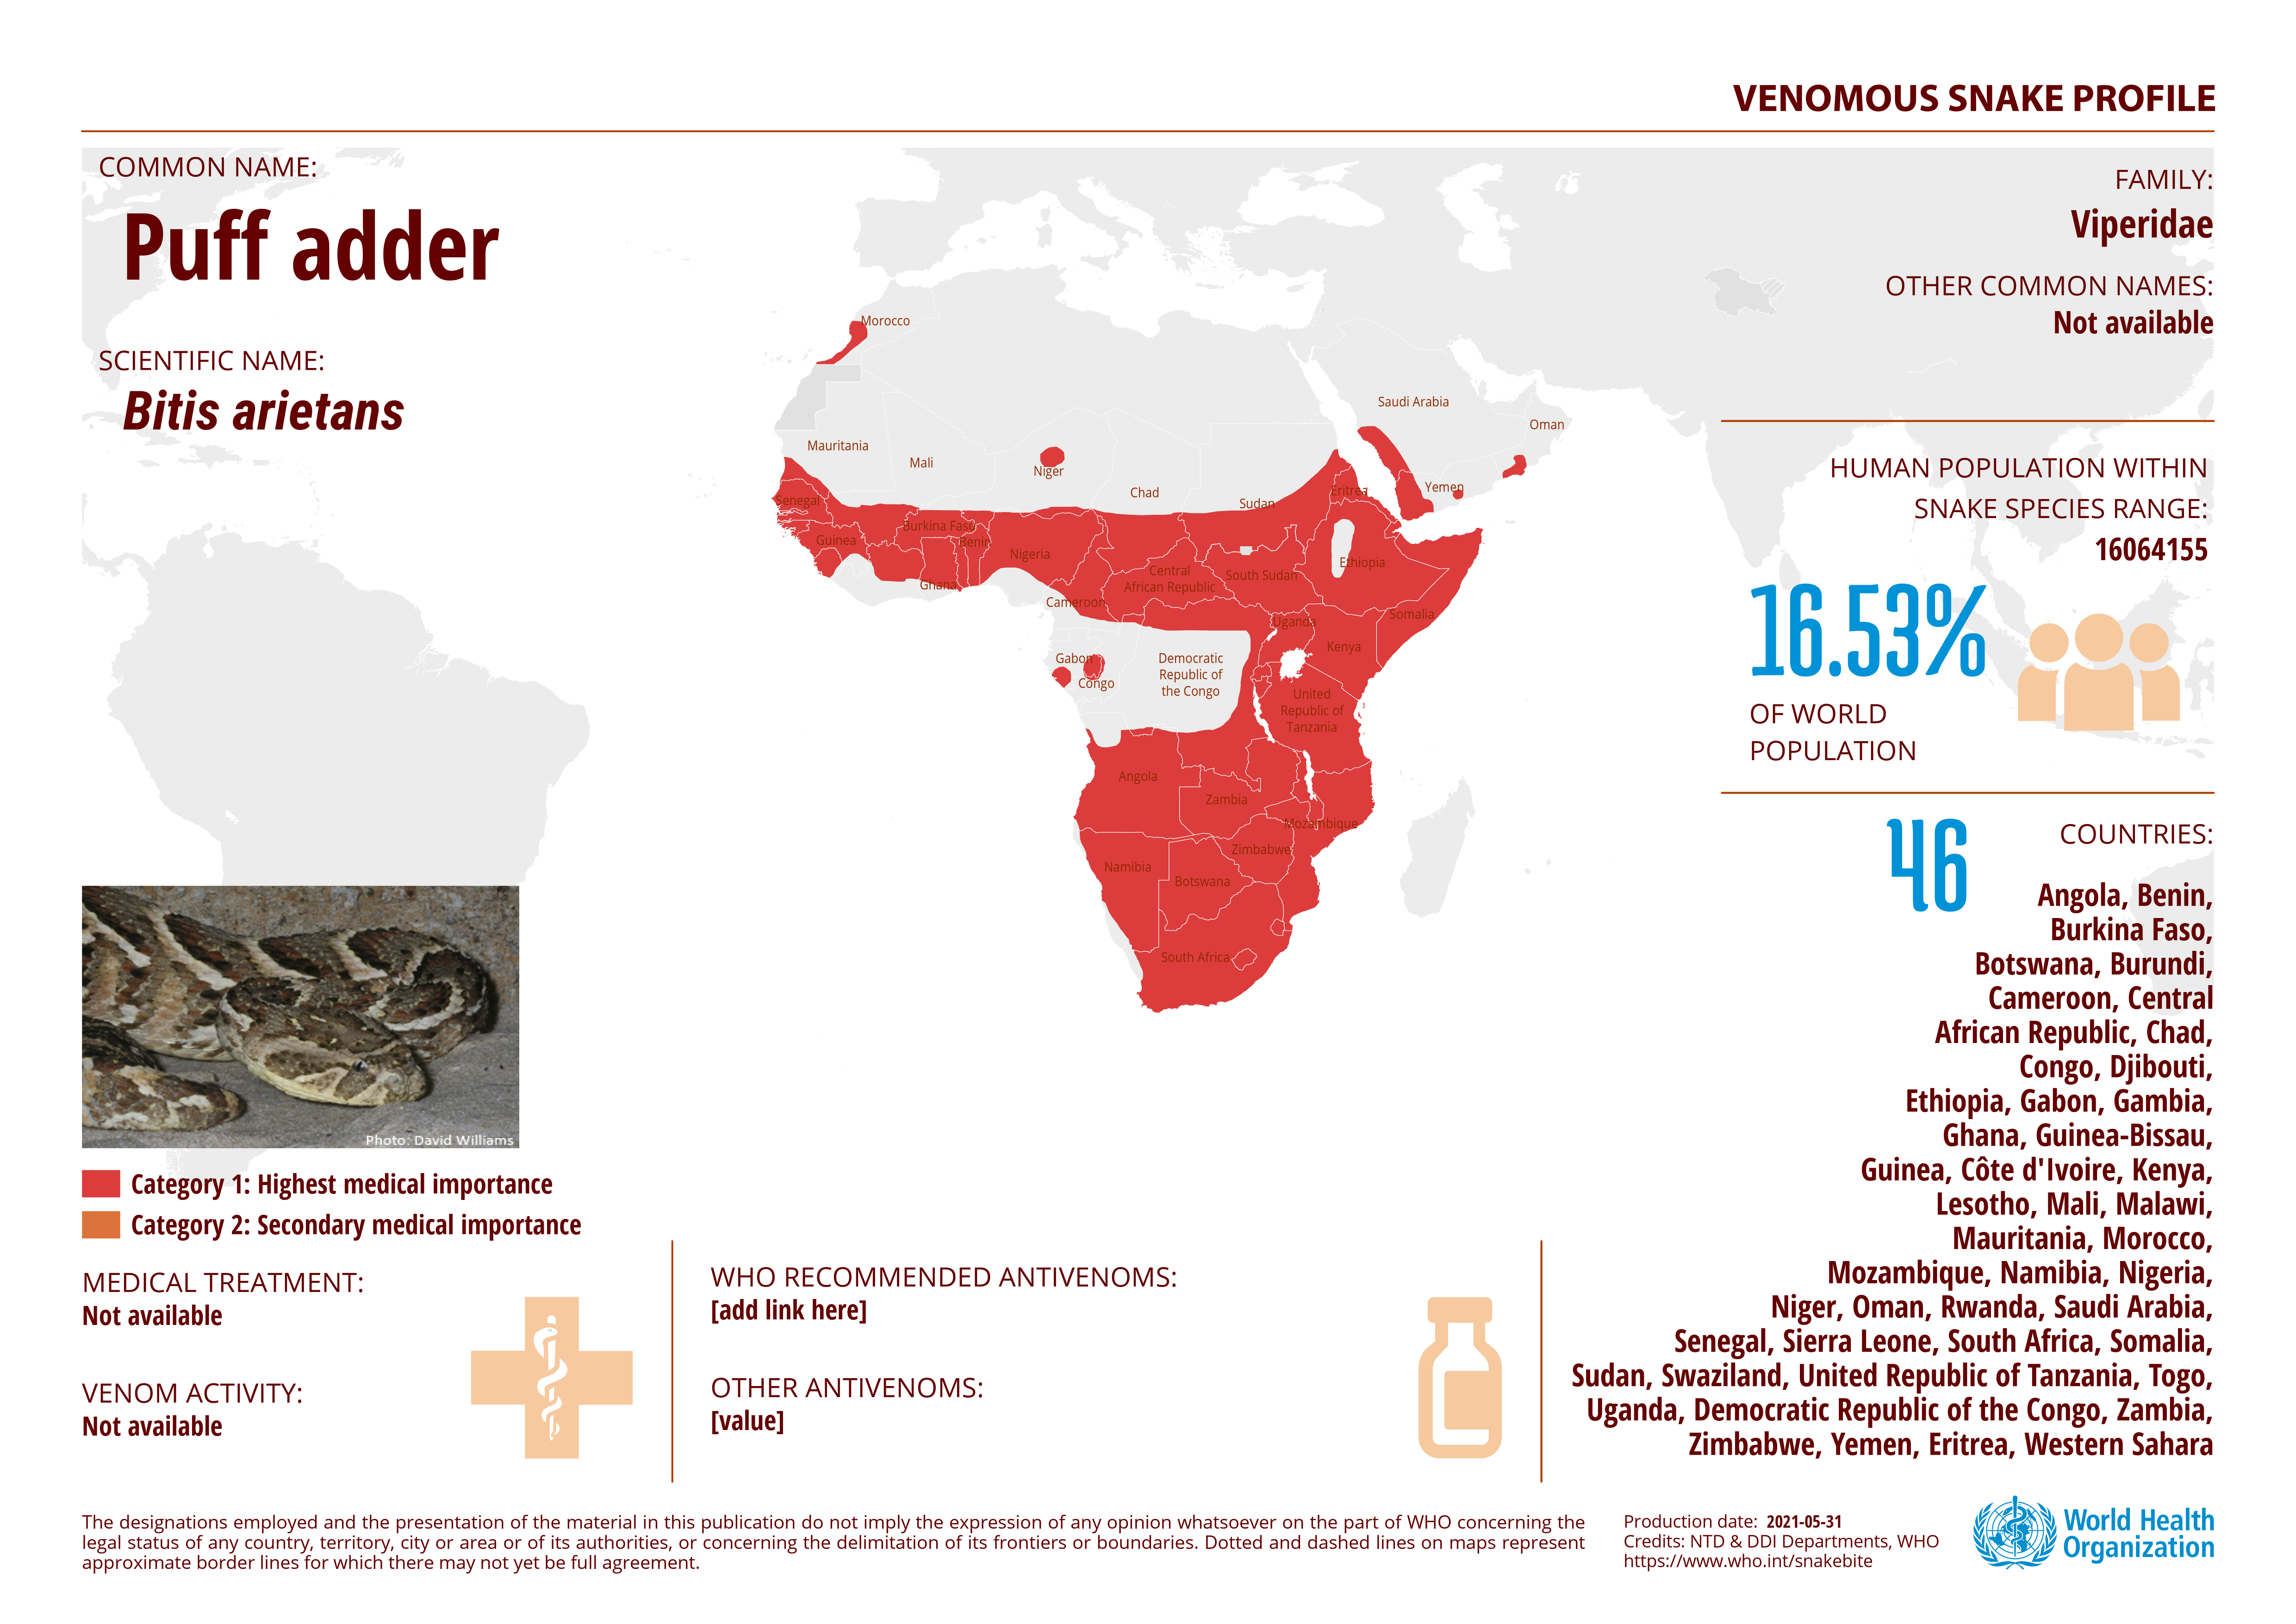 VENOMOUS SNAKE PROFILE
COMMON NAME:
Puff adder
SCIENTIFIC NAME:
Bitis arietans
FAMILY:
Viperidae
OTHER COMMON NAMES:
Not available
HUMAN POPULATION WITHIN
SNAKE SPECIES RANGE:
16064155
16.53%
OF WORLD
POPULATION
46
COUNTRIES:
Angola, Benin,
Burkina Faso,
Botswana, Burundi,
Cameroon, Central
African Republic, Chad,
Congo, Djibouti,
Ethiopia, Gabon, Gambia,
Ghana, Guinea-Bissau,
Guinea, Côte d'Ivoire, Kenya,
Lesotho, Mali, Malawi,
Mauritania, Morocco,
Mozambique, Namibia, Nigeria,
Niger, Oman, Rwanda, Saudi Arabia,
Senegal, Sierra Leone, South Africa, Somalia,
Sudan, Swaziland, United Republic of Tanzania, Togo,
Uganda, Democratic Republic of the Congo, Zambia,
Zimbabwe, Yemen, Eritrea, Western Sahara
Morocco
Saudi Arabia
Oman
Mauritania
Mali
Niger
Chad
Sudan
Eritrea
Yemen
Senegal
Burkina Faso
Guinea
Benin
Nigeria
Ghana
Central
African Republic
South Sudan
Ethiopia
Cameroon
Somalia
Uganda
Kenya
Gabon
Congo
Democratic
Republic of
the Congo
United
Republic of
Tanzania
Angola
Zambia
Mozambique
Zimbabwe
Namibia
Botswana
South Africa
Photo: David Williams
Category 1: Highest medical importance
Category 2: Secondary medical importance
MEDICAL TREATMENT:
Not available
VENOM ACTIVITY:
Not available
WHO RECOMMENDED ANTIVENOMS:
[add link here]
OTHER ANTIVENOMS:
[value]
The designations employed and the presentation of the material in this publication do not imply the expression of any opinion whatsoever on the part of WHO concerning the
legal status of any country, territory, city or area or of its authorities, or concerning the delimitation of its frontiers or boundaries. Dotted and dashed lines on maps represent
approximate border lines for which there may not yet be full agreement.
Production date: 2021-05-31
Credits: NTD & DDI Departments, WHO
https://www.who.int/snakebite
World Health
Organization